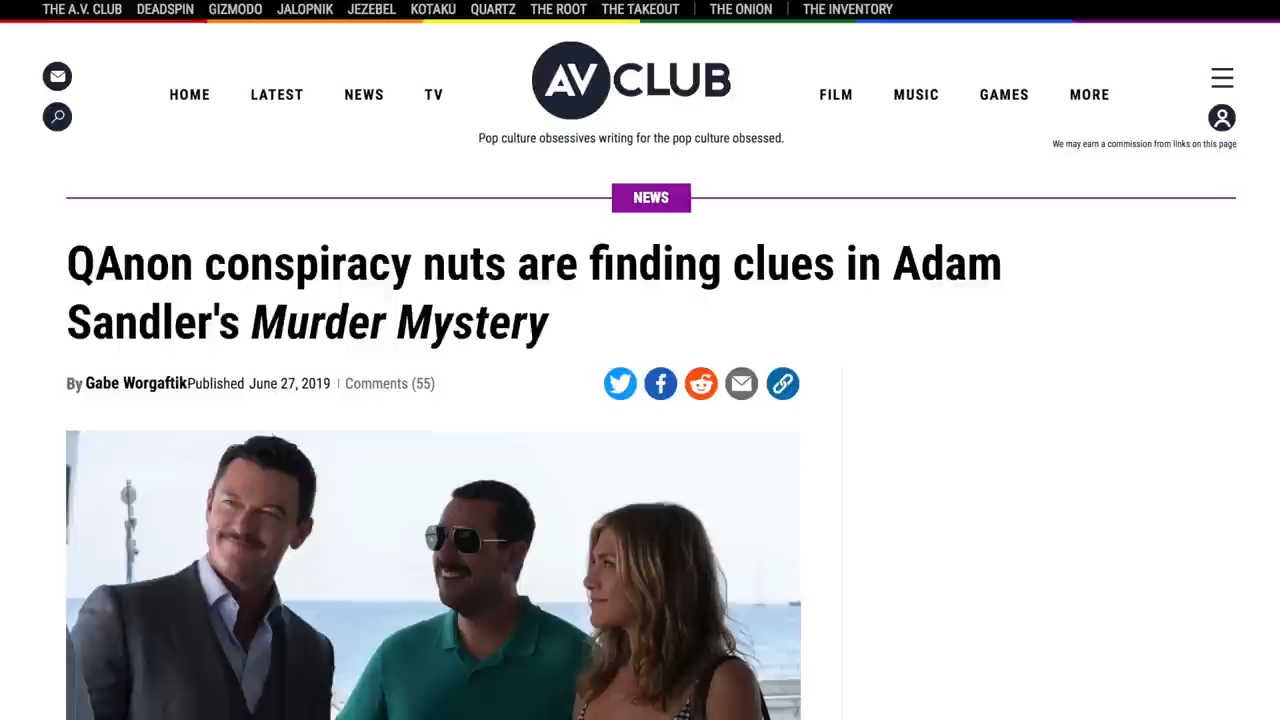 THE A.V. CLUB DEADSPIN GIZMODO JALOPNIK JEZEBEL KOTAKU QUARTZ THE ROOT THE TAKEOUT | THE ONION | THE INVENTORY
HOME LATEST NEWS TV AV CLUB FILM MUSIC GAMES MORE
Pop culture obsessives writing for the pop culture obsessed.
We may earn a commission from links on this page
NEWS
QAnon conspiracy nuts are finding clues in Adam
Sandler's Murder Mystery
By Gabe WorgaftikPublished June 27, 2019 | Comments (55)